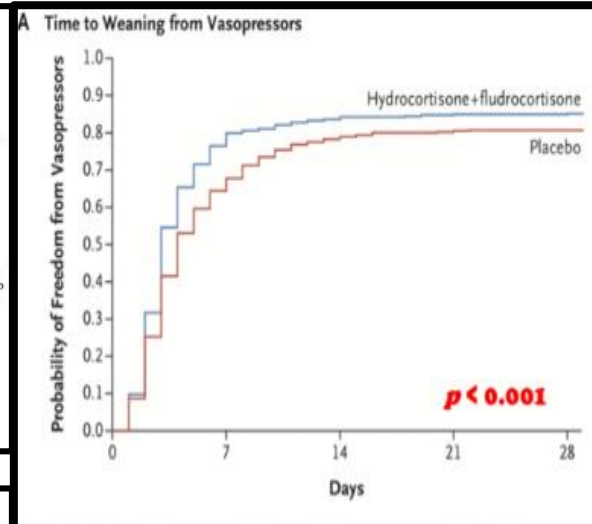 A Time to Weaning from Vasopressors
Probability of Freedom from Vasopressors
1.0
0.9
0.8
0.7
0.6
0.5
0.4
0.3
0.2
0.1
0.0
Hydrocortisone+fludrocortisone
Placebo
p < 0.001
0 7 14 21 28
Days